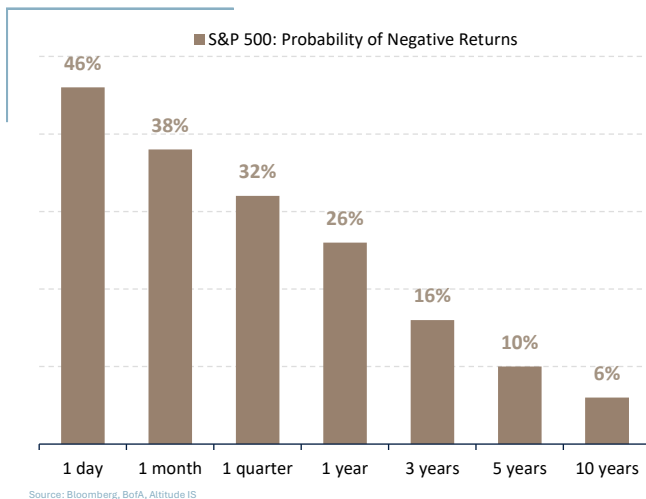 S&P 500: Probability of Negative Returns
46%
38%
32%
26%
16%
10%
6%
1 day 1 month 1 quarter 1 year 3 years 5 years 10 years
Source: Bloomberg, BofA, Altitude IS